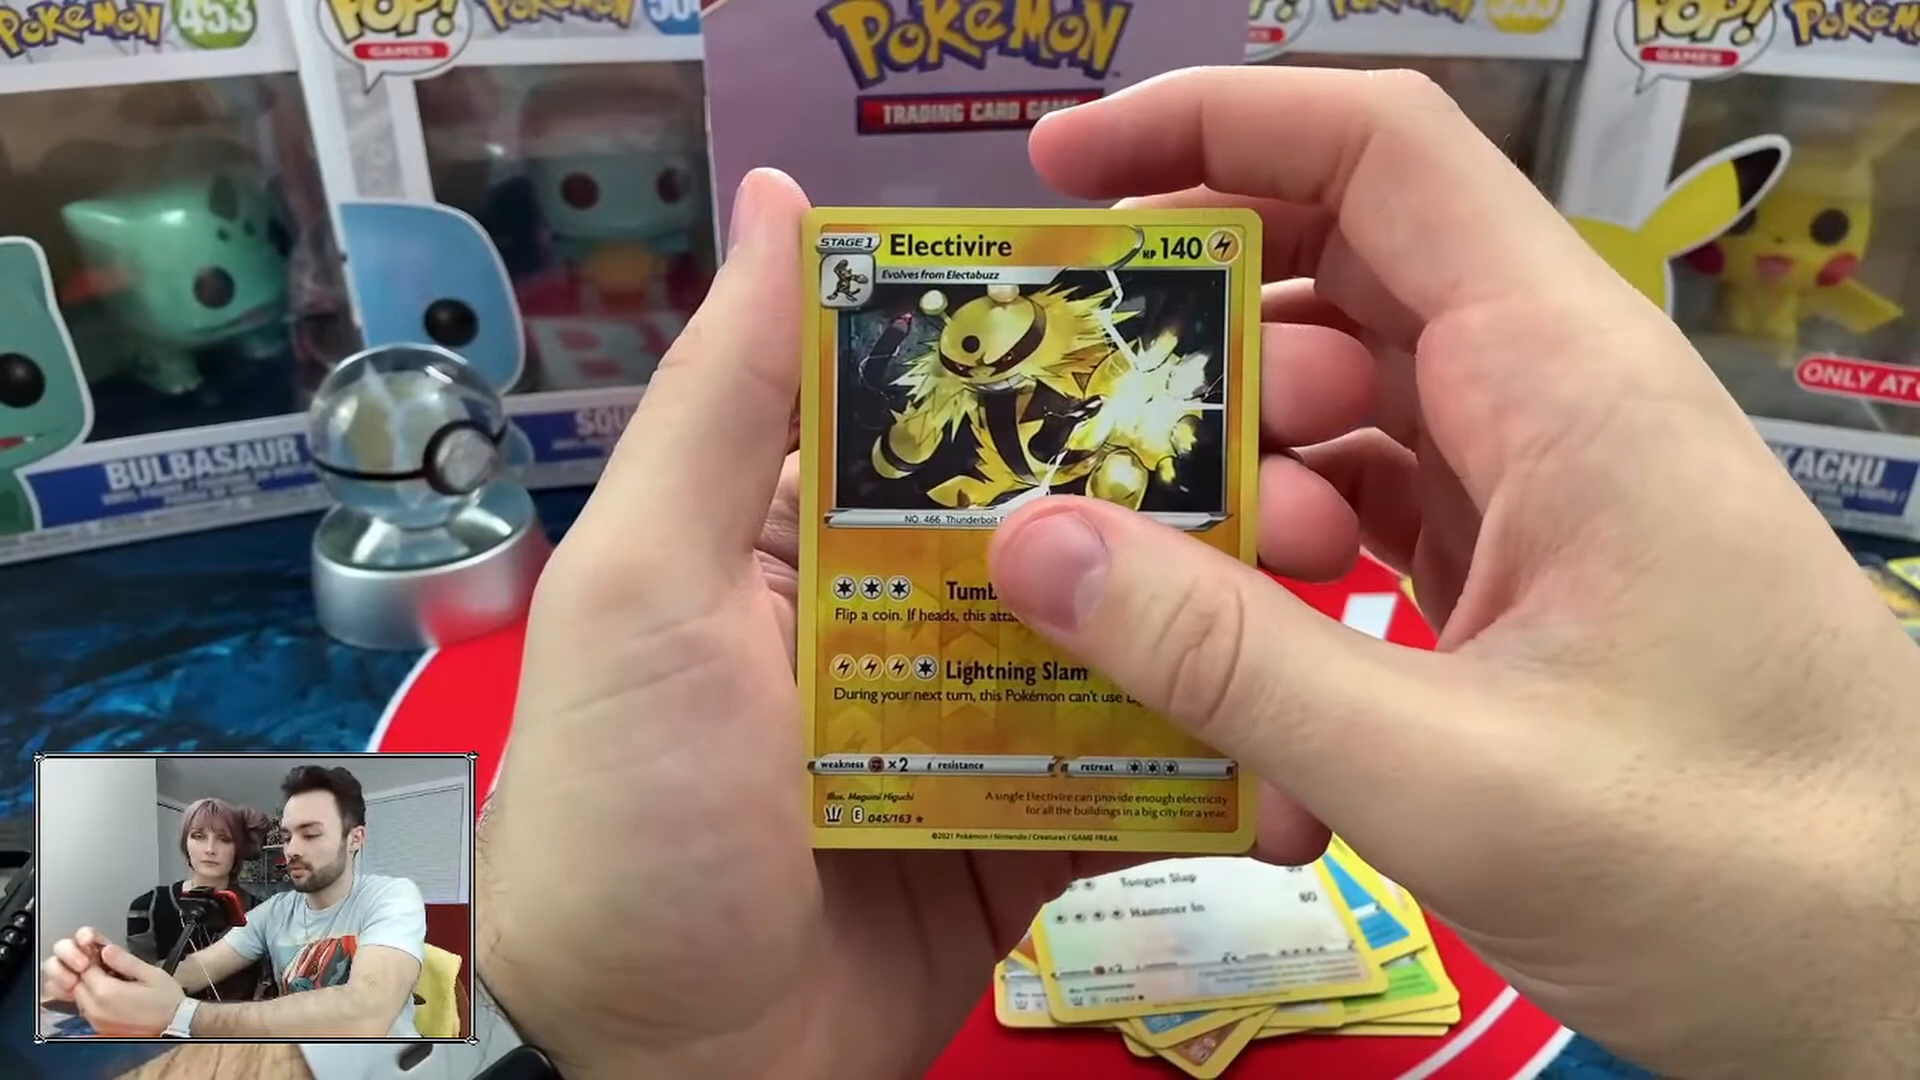 POKéMON 453
POP!
GAMES
POKéMON
POKéMON
TRADING CARD GAME
POP!
GAMES
POKéMON
BULBASAUR
SQU
KACHU
ONLY AT
STAGE 1 Electivire HP 140
Evolves from Electabuzz
NO. 466 Thunderbolt
Tumb
Flip a coin. If heads, this atta
Lightning Slam
During your next turn, this Pokémon can't use
weakness ×2 resistance retreat
Illus. Megumi Higuchi
A single Electivire can provide enough electricity
for all the buildings in a big city for a year.
E 045/163
©2021 Pokémon / Nintendo / Creatures / GAME FREAK
Tongue Slap
Hammer In 80
×2